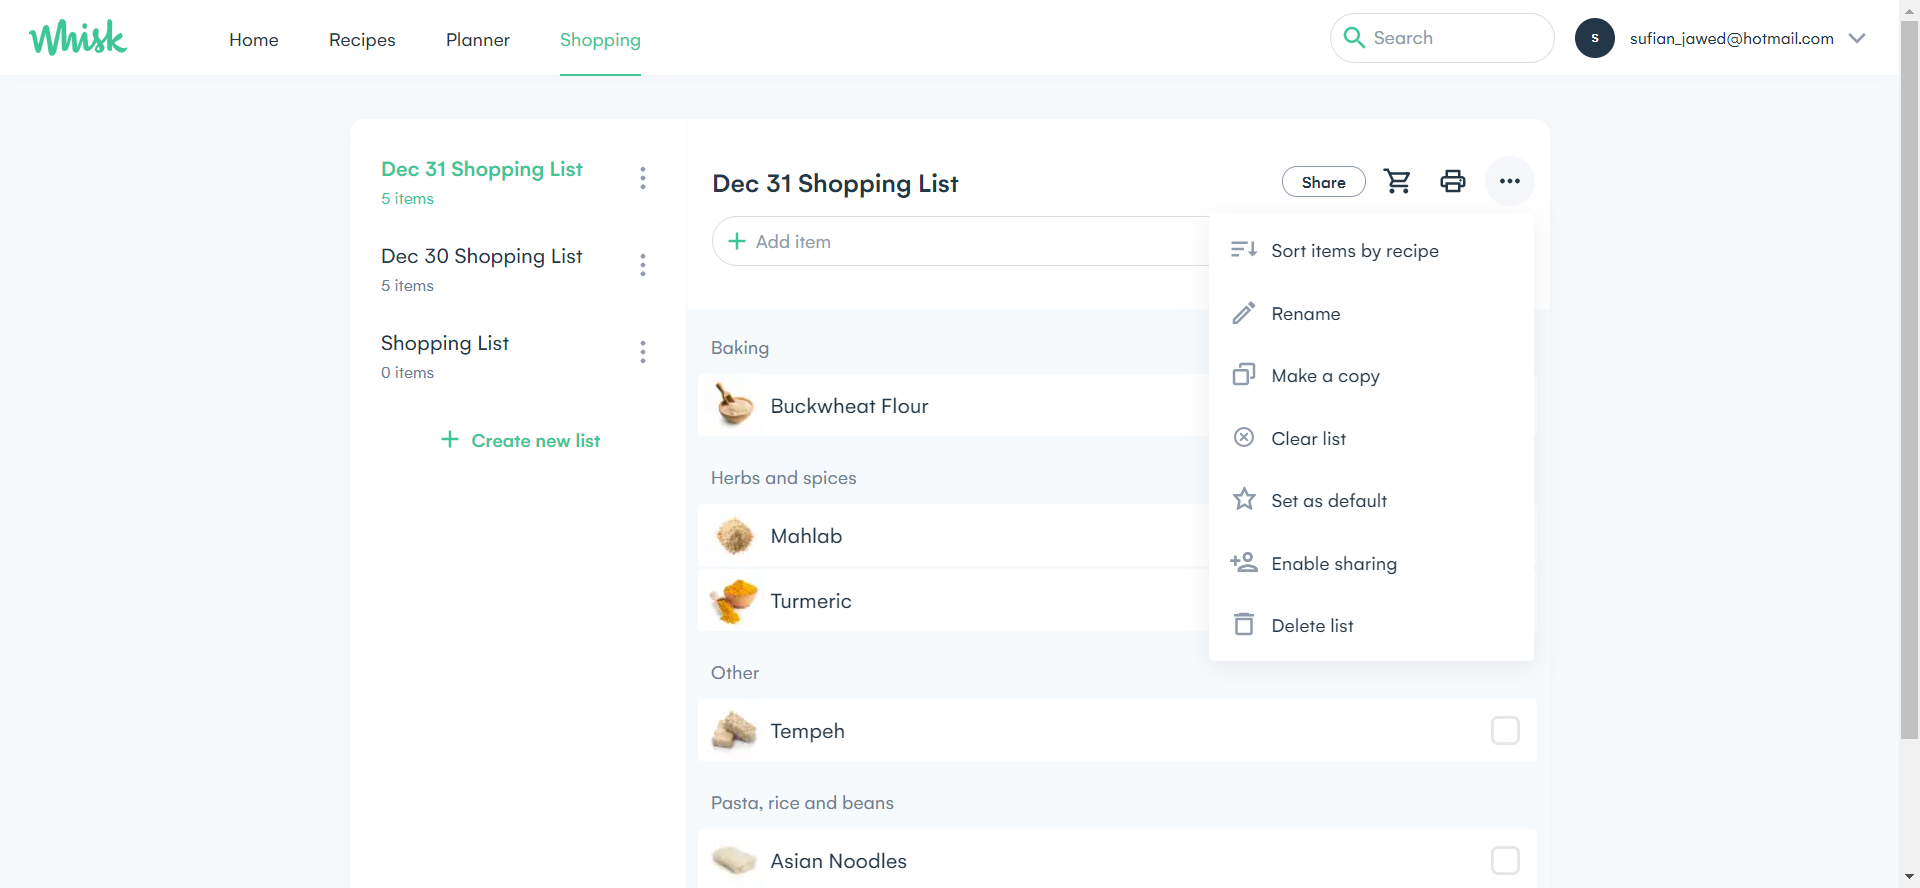 Whisk
Home
Recipes
Planner
Shopping
Search
S
sufian_jawed@hotmail.com
Dec 31 Shopping List
5 items
Dec 30 Shopping List
5 items
Shopping List
0 items
Create new list
Dec 31 Shopping List
Share
Add item
Sort items by recipe
Rename
Make a copy
Clear list
Set as default
Enable sharing
Delete list
Baking
Buckwheat Flour
Herbs and spices
Mahlab
Turmeric
Other
Tempeh
Pasta, rice and beans
Asian Noodles